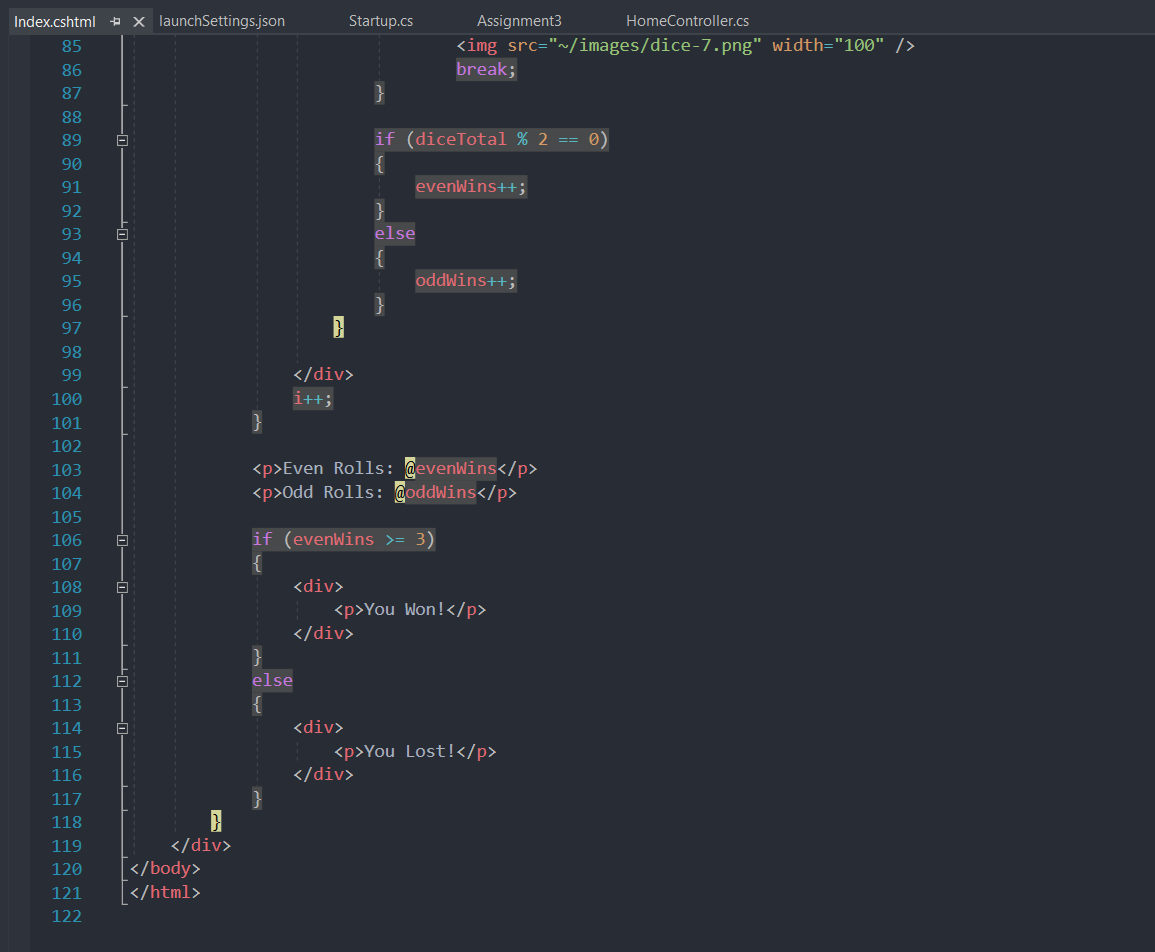 Index.cshtml launchSettings.json Startup.cs Assignment3 HomeController.cs
85 <img src="~/images/dice-7.png" width="100" />
86 break;
87 }
88
89 if (diceTotal % 2 == 0)
90 {
91 evenWins++;
92 }
93 else
94 {
95 oddWins++;
96 }
97 }
98
99 </div>
100 i++;
101 }
102
103 <p>Even Rolls: @evenWins</p>
104 <p>Odd Rolls: @oddWins</p>
105
106 if (evenWins >= 3)
107 {
108 <div>
109 <p>You Won!</p>
110 </div>
111 }
112 else
113 {
114 <div>
115 <p>You Lost!</p>
116 </div>
117 }
118 }
119 </div>
120 </body>
121 </html>
122